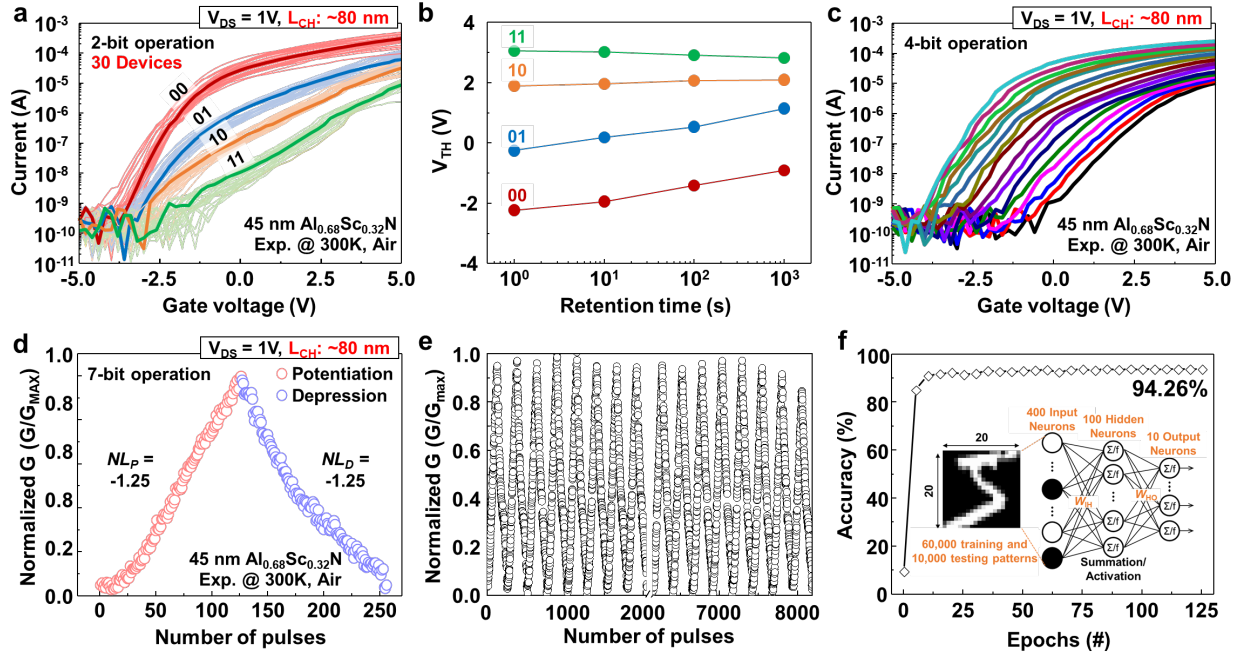 a
V_DS = 1V, L_CH: ~80 nm
2-bit operation
30 Devices
00
01
10
11
45 nm Al_0.68Sc_0.32N
Exp. @ 300K, Air
Current (A)
10^-3
10^-4
10^-5
10^-6
10^-7
10^-8
10^-9
10^-10
10^-11
-5.0
-2.5
0.0
2.5
5.0
Gate voltage (V)
b
11
10
01
00
V_TH (V)
4
2
0
-2
-4
10^0
10^1
10^2
10^3
Retention time (s)
c
V_DS = 1V, L_CH: ~80 nm
4-bit operation
45 nm Al_0.68Sc_0.32N
Exp. @ 300K, Air
Current (A)
10^-3
10^-4
10^-5
10^-6
10^-7
10^-8
10^-9
10^-10
10^-11
-5.0
-2.5
0.0
2.5
5.0
Gate voltage (V)
d
V_DS = 1V, L_CH: ~80 nm
7-bit operation
Potentiation
Depression
NL_P =
-1.25
NL_D =
-1.25
45 nm Al_0.68Sc_0.32N
Exp. @ 300K, Air
Normalized G (G/G_MAX)
1.0
0.8
0.8
0.2
0.0
0
50
100
150
200
250
Number of pulses
e
Normalized G (G/G_max)
1.0
0.8
0.6
0.4
0.2
0.0
0
1000
2000
7000
8000
Number of pulses
f
94.26%
400 Input
Neurons
100 Hidden
Neurons
10 Output
Neurons
20
20
W_IH
W_HO
Σ/f
Σ/f
Σ/f
Σ/f
Σ/f
Σ/f
Σ/f
60,000 training and
10,000 testing patterns
Summation/
Activation
Accuracy (%)
100
80
60
40
20
0
0
25
50
75
100
125
Epochs (#)